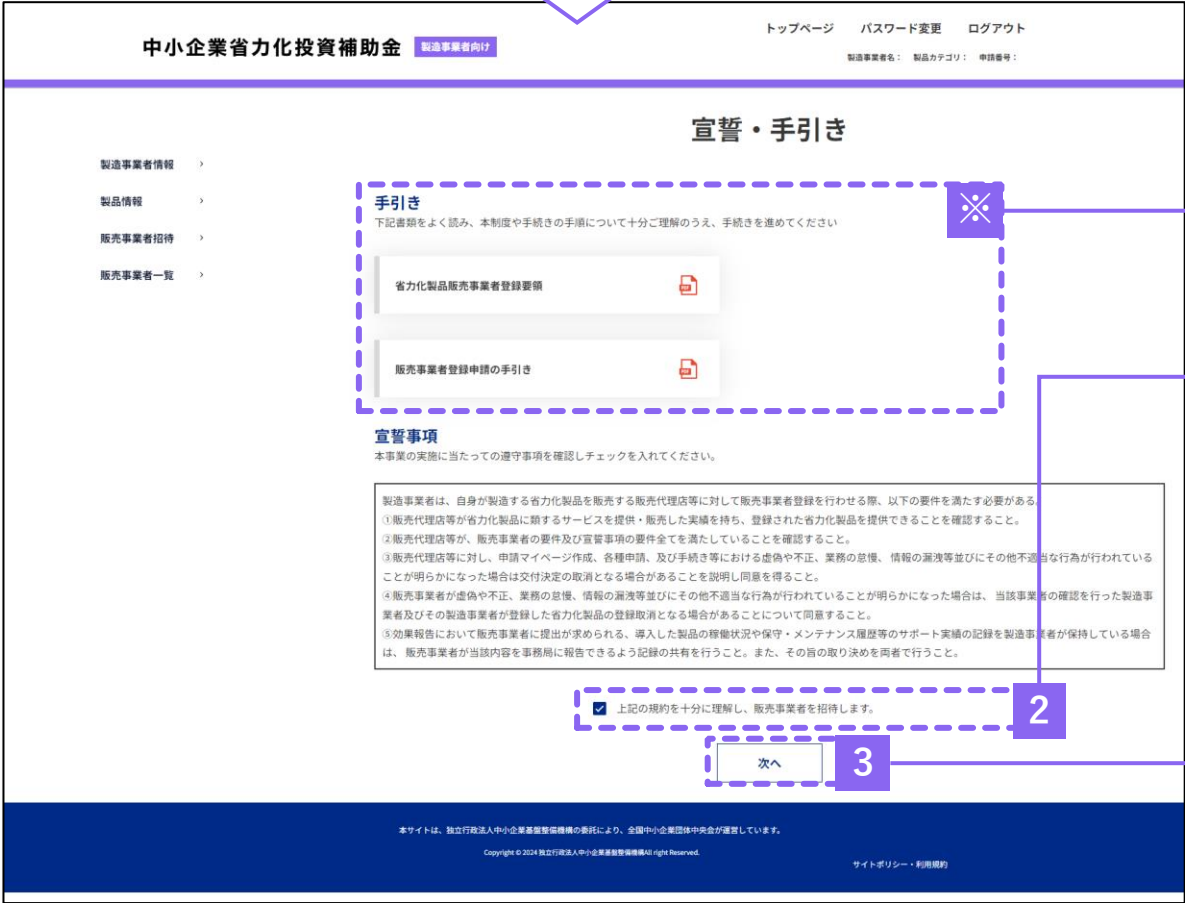 中小企業省力化投資補助金 製造事業者向け
トップページ パスワード変更 ログアウト
製造事業者名： 製品カテゴリ： 申請番号：
宣誓・手引き
製造事業者情報 ›
製品情報 ›
販売事業者招待 ›
販売事業者一覧 ›
手引き
※
下記書類をよく読み、本制度や手続きの手順について十分ご理解のうえ、手続きを進めてください
省力化製品販売事業者登録要領 PDF
販売事業者登録申請の手引き PDF
宣誓事項
本事業の実施に当たっての遵守事項を確認しチェックを入れてください。
製造事業者は、自身が製造する省力化製品を販売する販売代理店等に対して販売事業者登録を行わせる際、以下の要件を満たす必要がある。
①販売代理店等が省力化製品に類するサービスを提供・販売した実績を持ち、登録された省力化製品を提供できることを確認すること。
②販売代理店等が、販売事業者の要件及び宣誓事項の要件全てを満たしていることを確認すること。
③販売代理店等に対し、申請マイページ作成、各種申請、及び手続き等における虚偽や不正、業務の怠慢、 情報の漏洩等並びにその他不適当な行為が行われている
ことが明らかになった場合は交付決定の取消となる場合があることを説明し同意を得ること。
④販売事業者が虚偽や不正、業務の怠慢、情報の漏洩等並びにその他不適当な行為が行われていることが明らかになった場合は、 当該事業者の確認を行った製造事
業者及びその製造事業者が登録した省力化製品の登録取消となる場合があることについて同意すること。
⑤効果報告において販売事業者に提出が求められる、導入した製品の稼働状況や保守・メンテナンス履歴等のサポート実績の記録を製造事業者が保持している場合
は、 販売事業者が当該内容を事務局に報告できるよう記録の共有を行うこと。また、その旨の取り決めを両者で行うこと。
上記の規約を十分に理解し、販売事業者を招待します。
2
次へ
3
本サイトは、独立行政法人中小企業基盤整備機構の委託により、全国中小企業団体中央会が運営しています。
Copyright © 2024 独立行政法人中小企業基盤整備機構All right Reserved.
サイトポリシー・利用規約